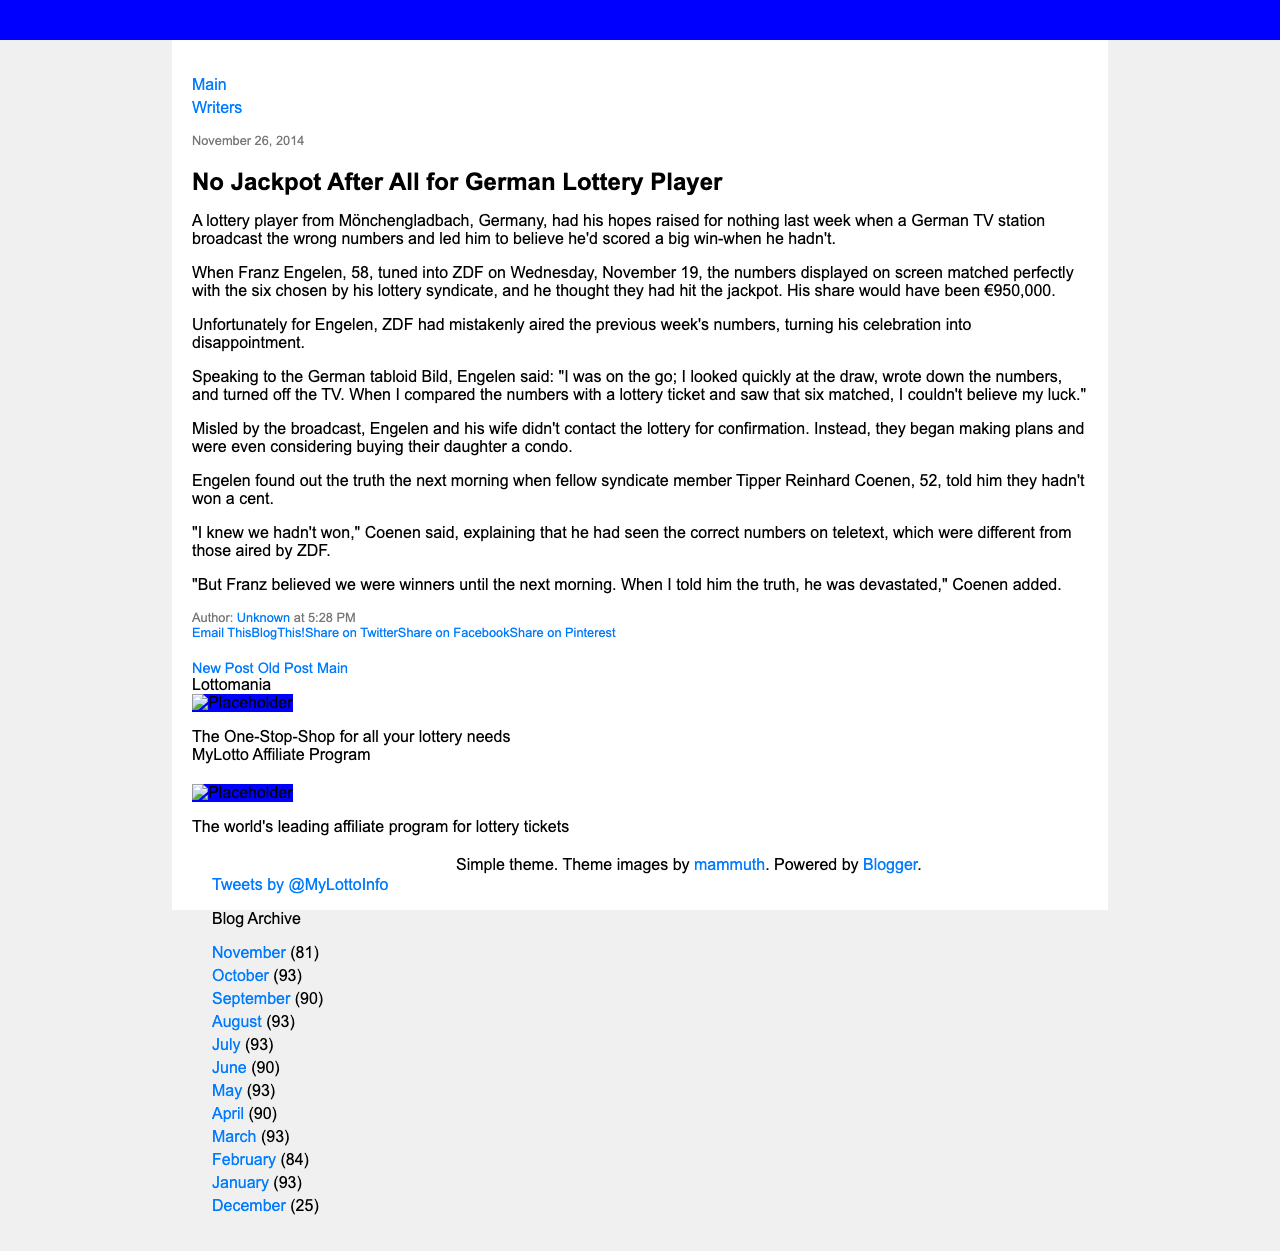 Main
Writers
November 26, 2014
No Jackpot After All for German Lottery Player
A lottery player from Mönchengladbach, Germany, had his hopes raised for nothing last week when a German TV station
broadcast the wrong numbers and led him to believe he'd scored a big win-when he hadn't.
When Franz Engelen, 58, tuned into ZDF on Wednesday, November 19, the numbers displayed on screen matched perfectly
with the six chosen by his lottery syndicate, and he thought they had hit the jackpot. His share would have been €950,000.
Unfortunately for Engelen, ZDF had mistakenly aired the previous week's numbers, turning his celebration into
disappointment.
Speaking to the German tabloid Bild, Engelen said: "I was on the go; I looked quickly at the draw, wrote down the numbers,
and turned off the TV. When I compared the numbers with a lottery ticket and saw that six matched, I couldn't believe my luck."
Misled by the broadcast, Engelen and his wife didn't contact the lottery for confirmation. Instead, they began making plans and
were even considering buying their daughter a condo.
Engelen found out the truth the next morning when fellow syndicate member Tipper Reinhard Coenen, 52, told him they hadn't
won a cent.
"I knew we hadn't won," Coenen said, explaining that he had seen the correct numbers on teletext, which were different from
those aired by ZDF.
"But Franz believed we were winners until the next morning. When I told him the truth, he was devastated," Coenen added.
Author: Unknown at 5:28 PM
Email ThisBlogThis!Share on TwitterShare on FacebookShare on Pinterest
New Post Old Post Main
Lottomania
Placeholder
The One-Stop-Shop for all your lottery needs
MyLotto Affiliate Program
Placeholder
The world's leading affiliate program for lottery tickets
Simple theme. Theme images by mammuth. Powered by Blogger.
Tweets by @MyLottoInfo
Blog Archive
November (81)
October (93)
September (90)
August (93)
July (93)
June (90)
May (93)
April (90)
March (93)
February (84)
January (93)
December (25)